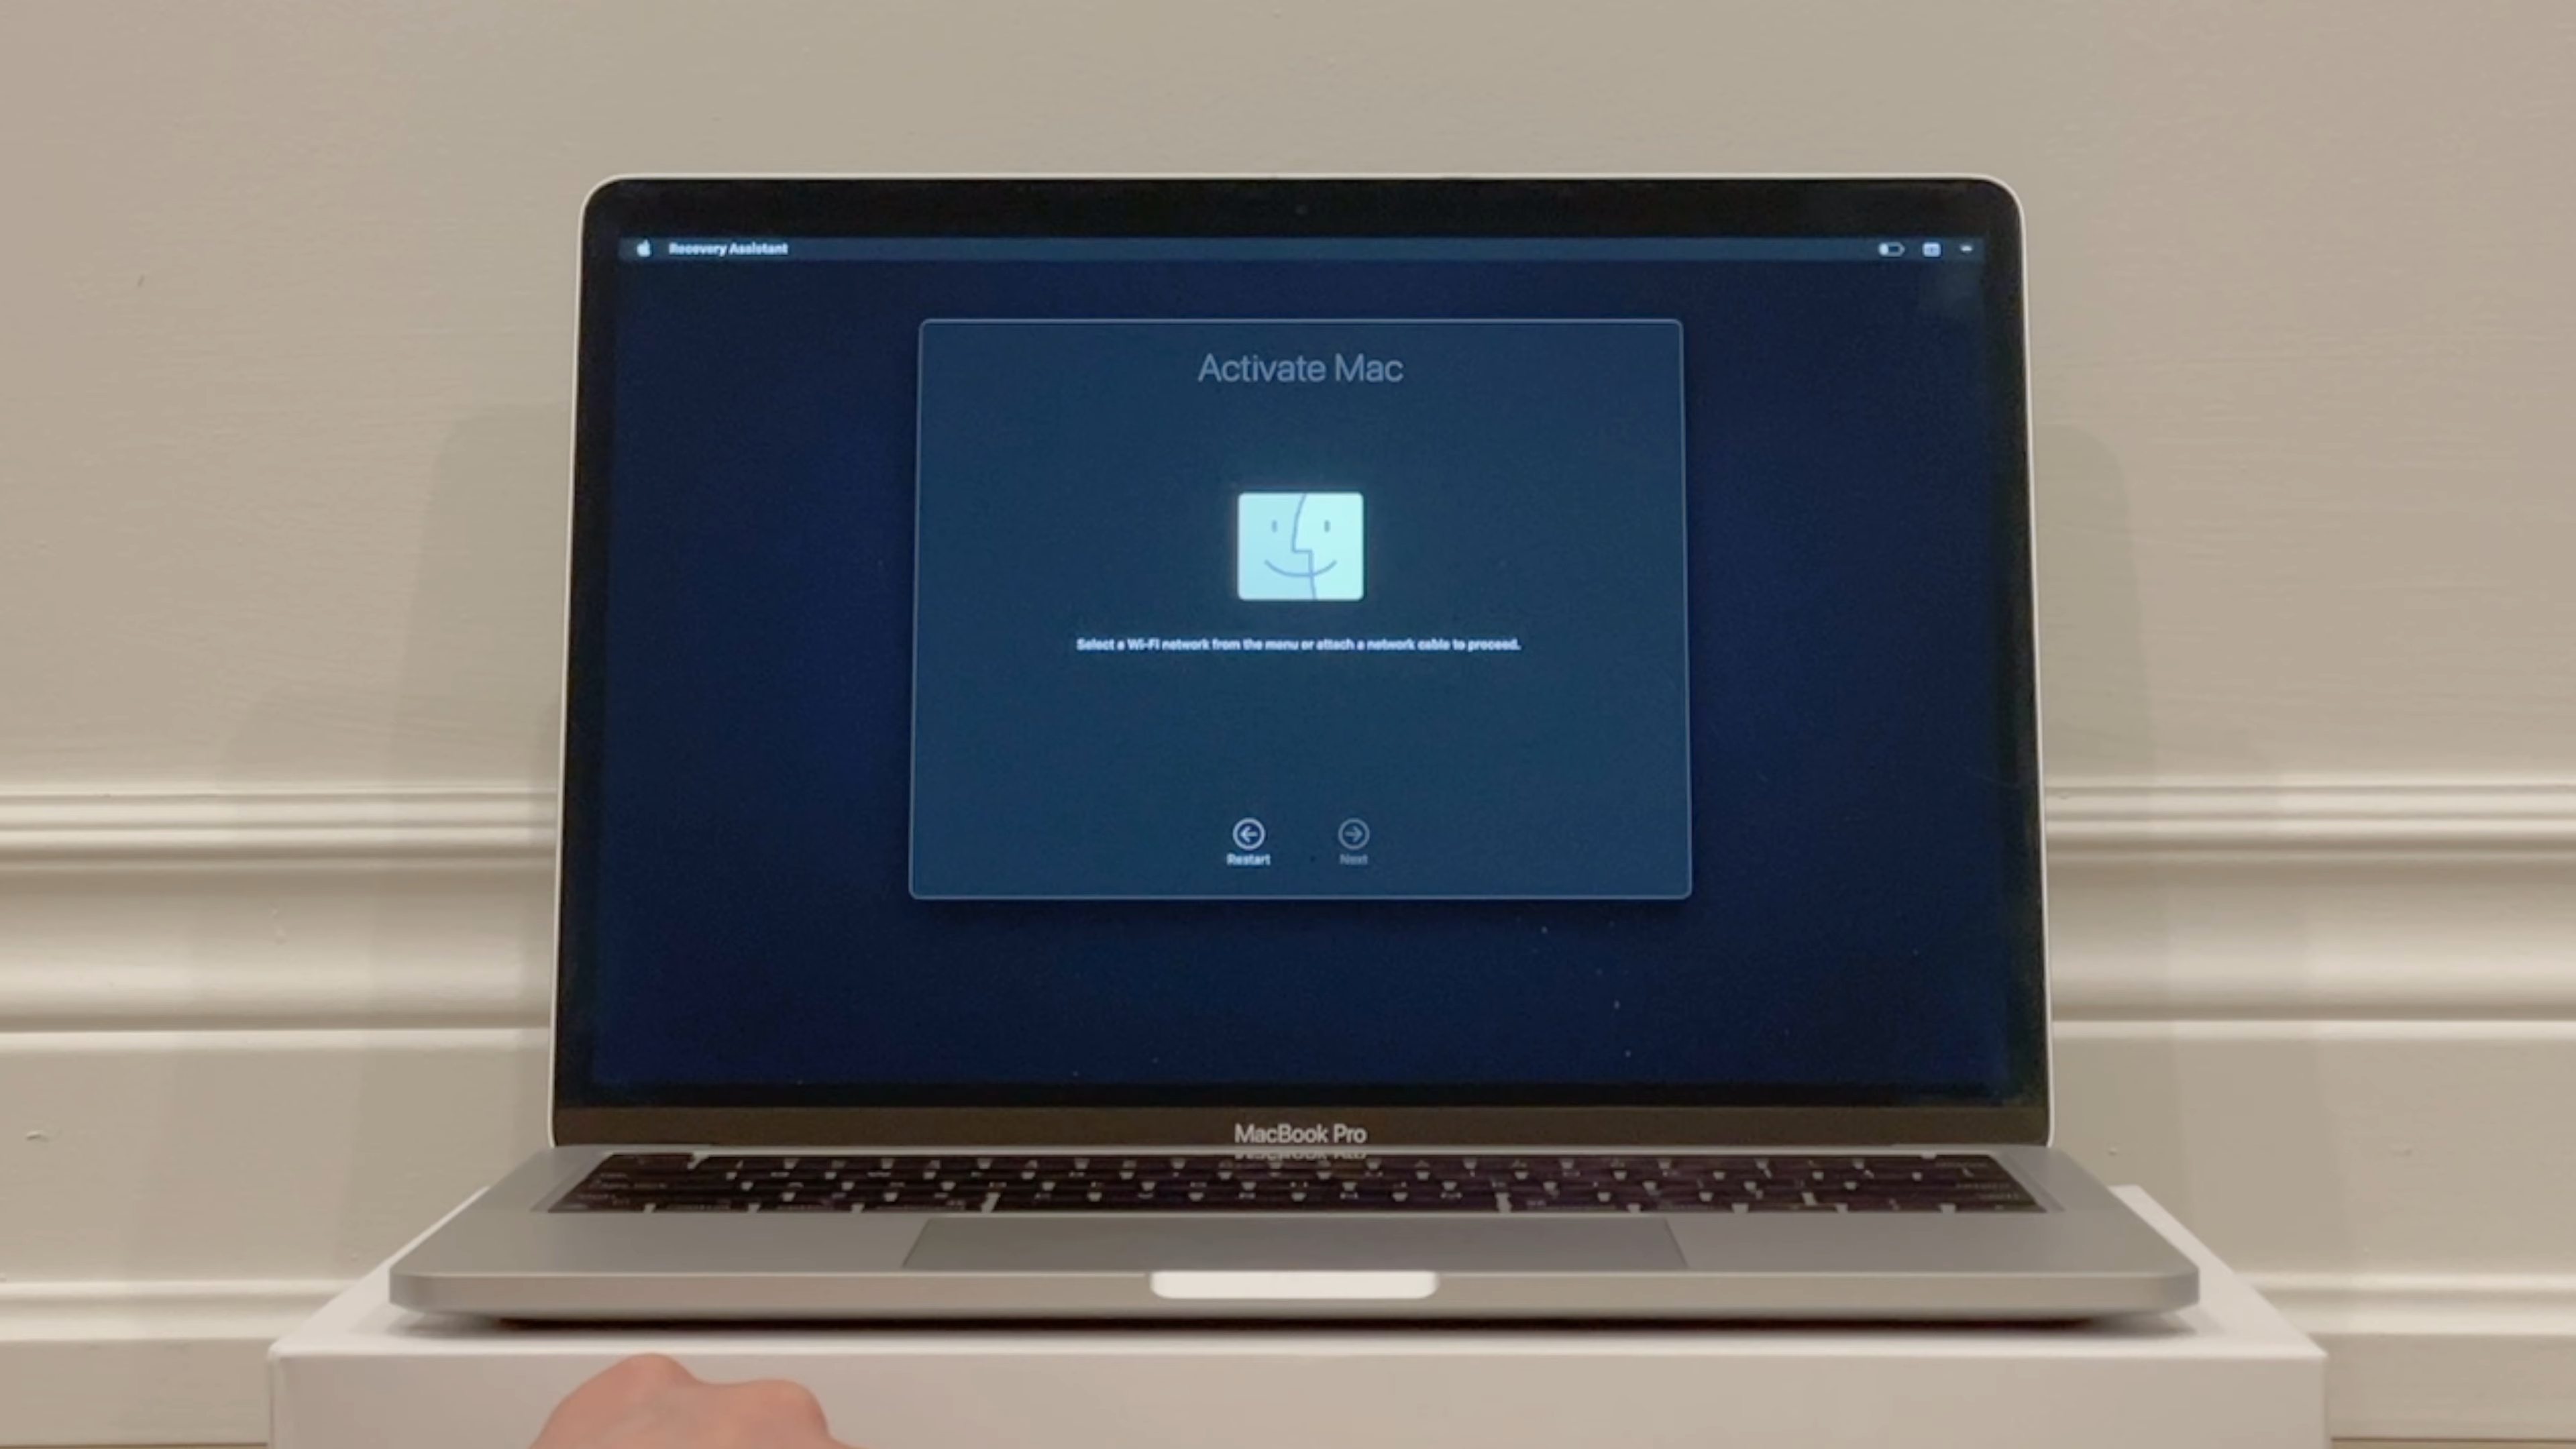 Recovery Assistant
Activate Mac
Select a Wi-Fi network from the menu or attach a network cable to proceed.
Restart
Next
MacBook Pro